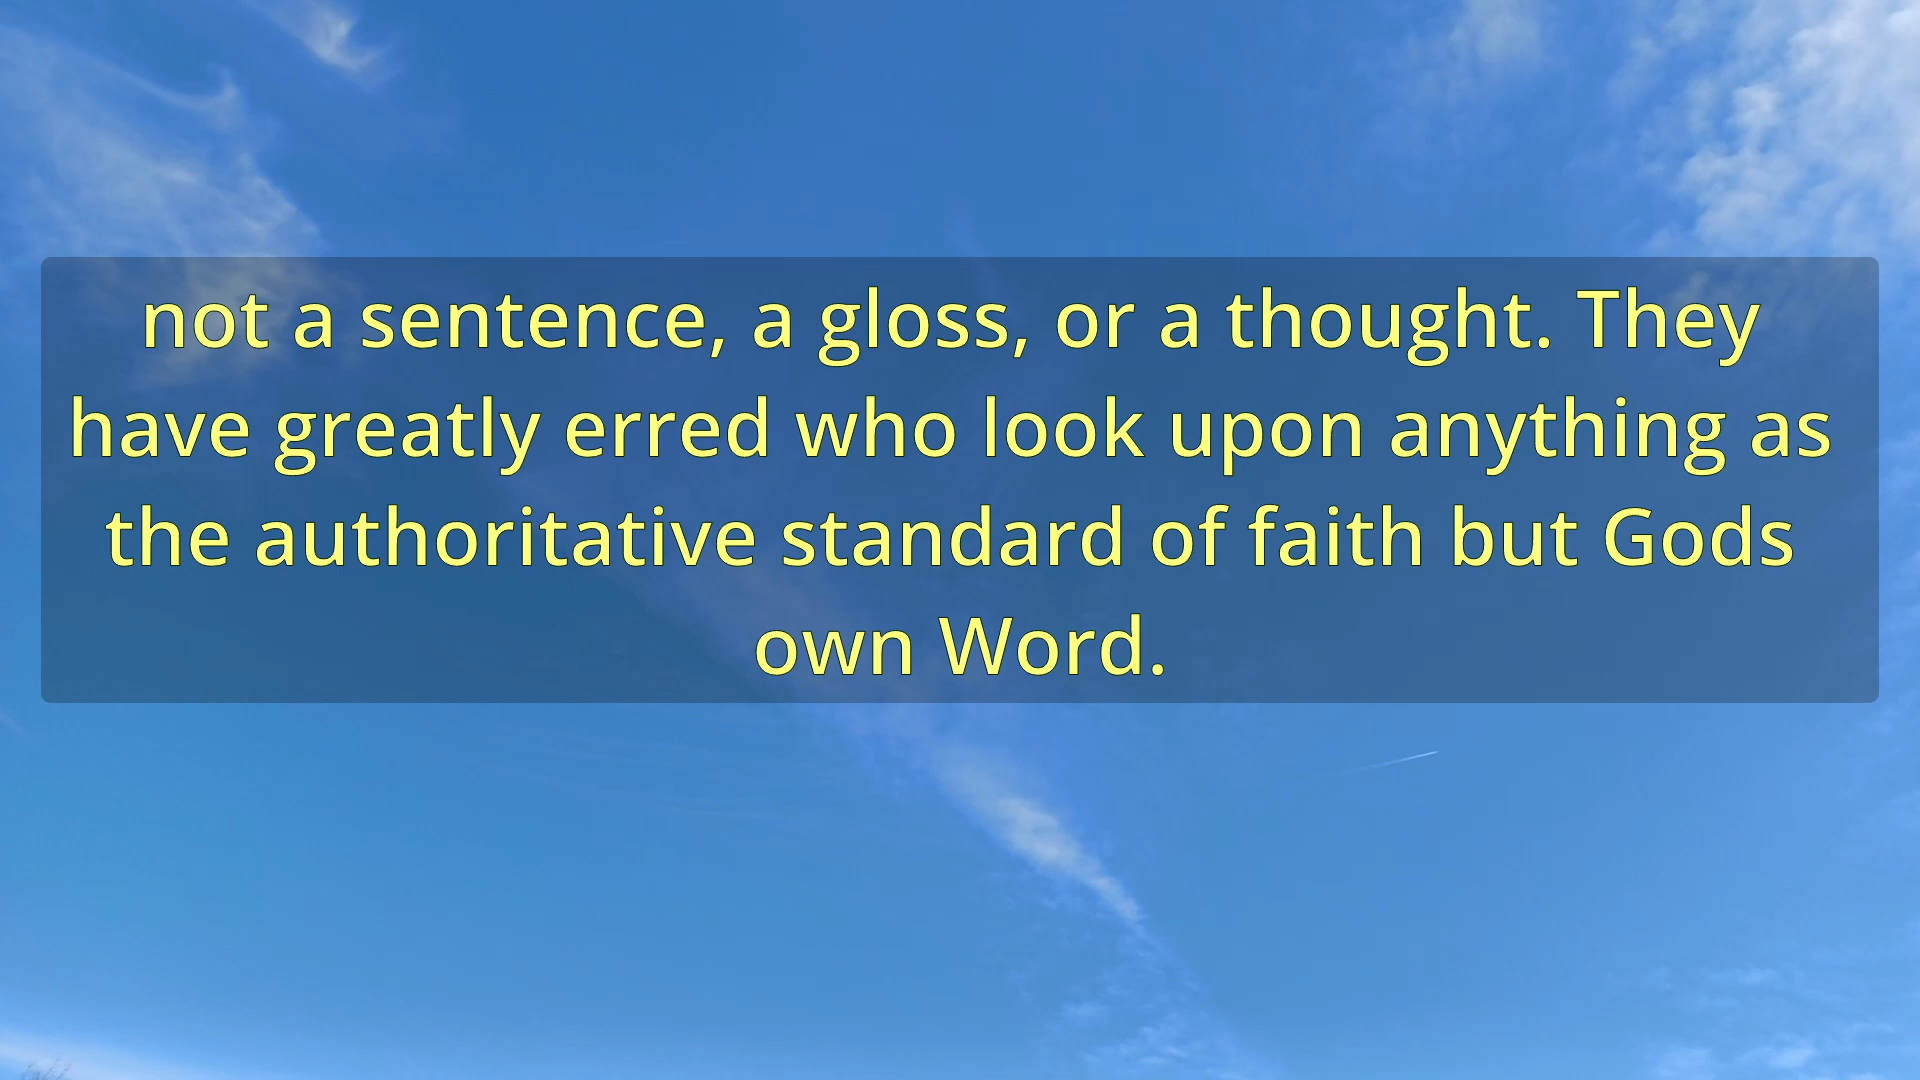 not a sentence, a gloss, or a thought. They
have greatly erred who look upon anything as
the authoritative standard of faith but Gods
own Word.